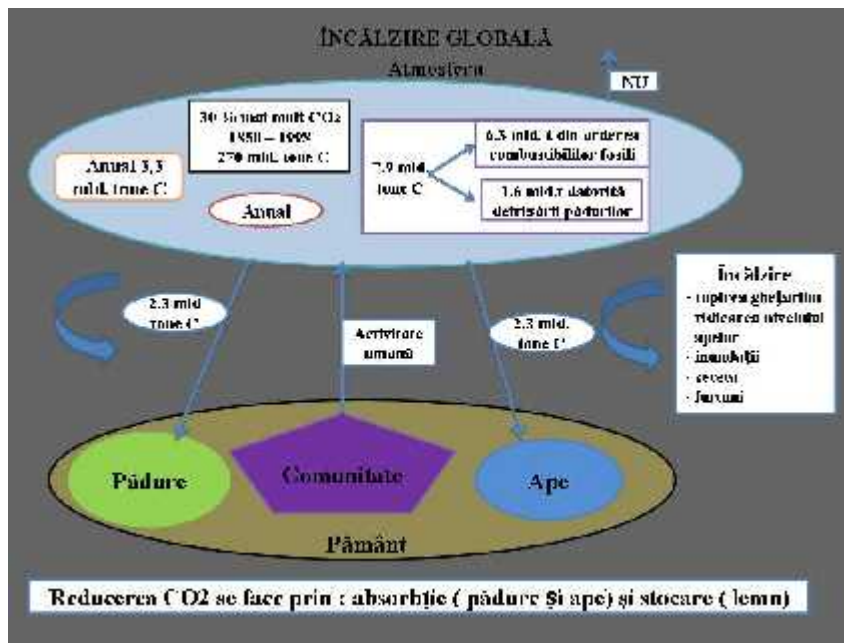 ÎNCĂLZIRE GLOBALĂ
Atmosfera
NU
30 % mai mult CO₂
1850 – 1998
270 mld. tone C
Anual 3,3
mld. tone C
Anual
7.9 mld.
tone C
6.3 mld. t din arderea
combustibililor fosili
1.6 mld.t datorită
defrișării pădurilor
2.3 mld.
tone C
Activitate
umană
2.3 mld.
tone C
Încălzire
- topirea ghețarilor
ridicarea nivelului
apelor
- inundații
- secete
- furtuni
Pădure
Comunitate
Ape
Pământ
Reducerea CO2 se face prin : absorbție ( pădure și ape) și stocare ( lemn)